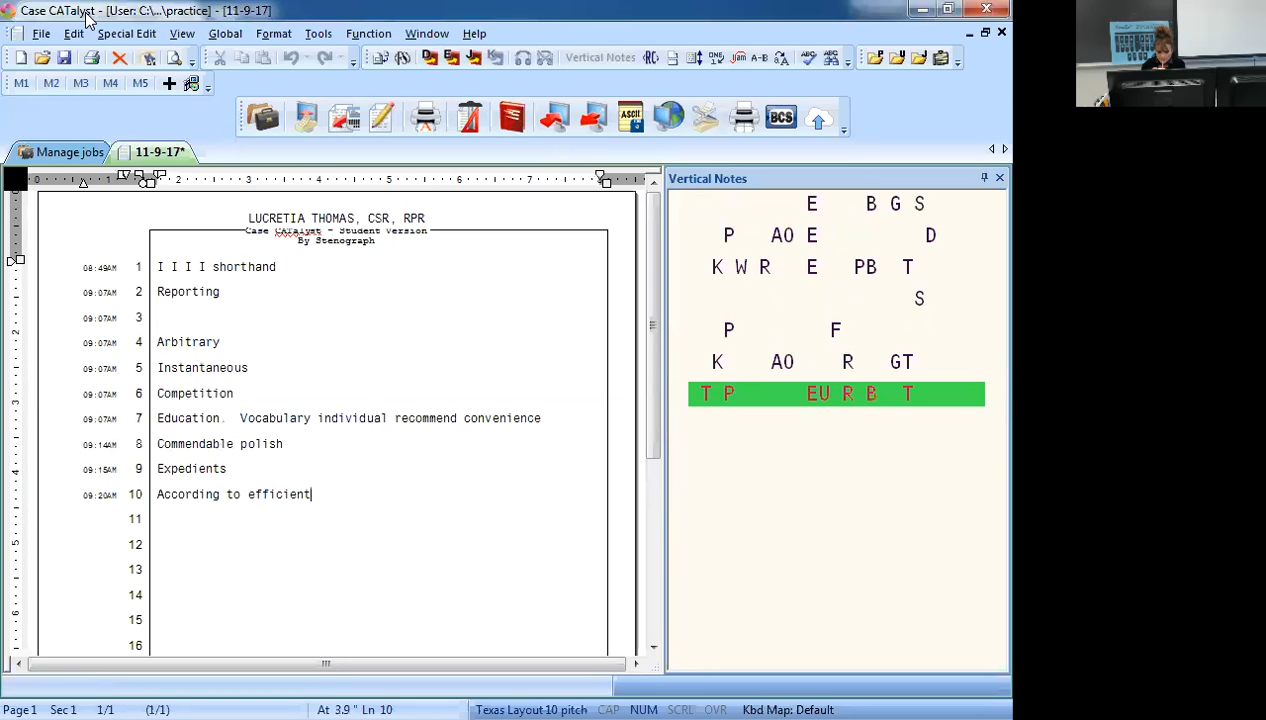 Case CATalyst - [User: C:\...\practice] - [11-9-17]
File Edit Special Edit View Global Format Tools Function Window Help
Vertical Notes
M1 M2 M3 M4 M5
ASCII BCS
Manage jobs 11-9-17*
Vertical Notes
LUCRETIA THOMAS, CSR, RPR
Case CATalyst - Student Version
By Stenograph
08:49AM 1 I I I I shorthand
09:07AM 2 Reporting
09:07AM 3
09:07AM 4 Arbitrary
09:07AM 5 Instantaneous
09:07AM 6 Competition
09:07AM 7 Education. Vocabulary individual recommend convenience
09:14AM 8 Commendable polish
09:15AM 9 Expedients
09:20AM 10 According to efficient
11
12
13
14
15
16
E B G S
P AO E D
K W R E PB T
S
P F
K AO R GT
T P EU R B T
Page 1 Sec 1 1/1 (1/1) At 3.9 " Ln 10 Texas Layout 10 pitch CAP NUM SCRL OVR Kbd Map: Default